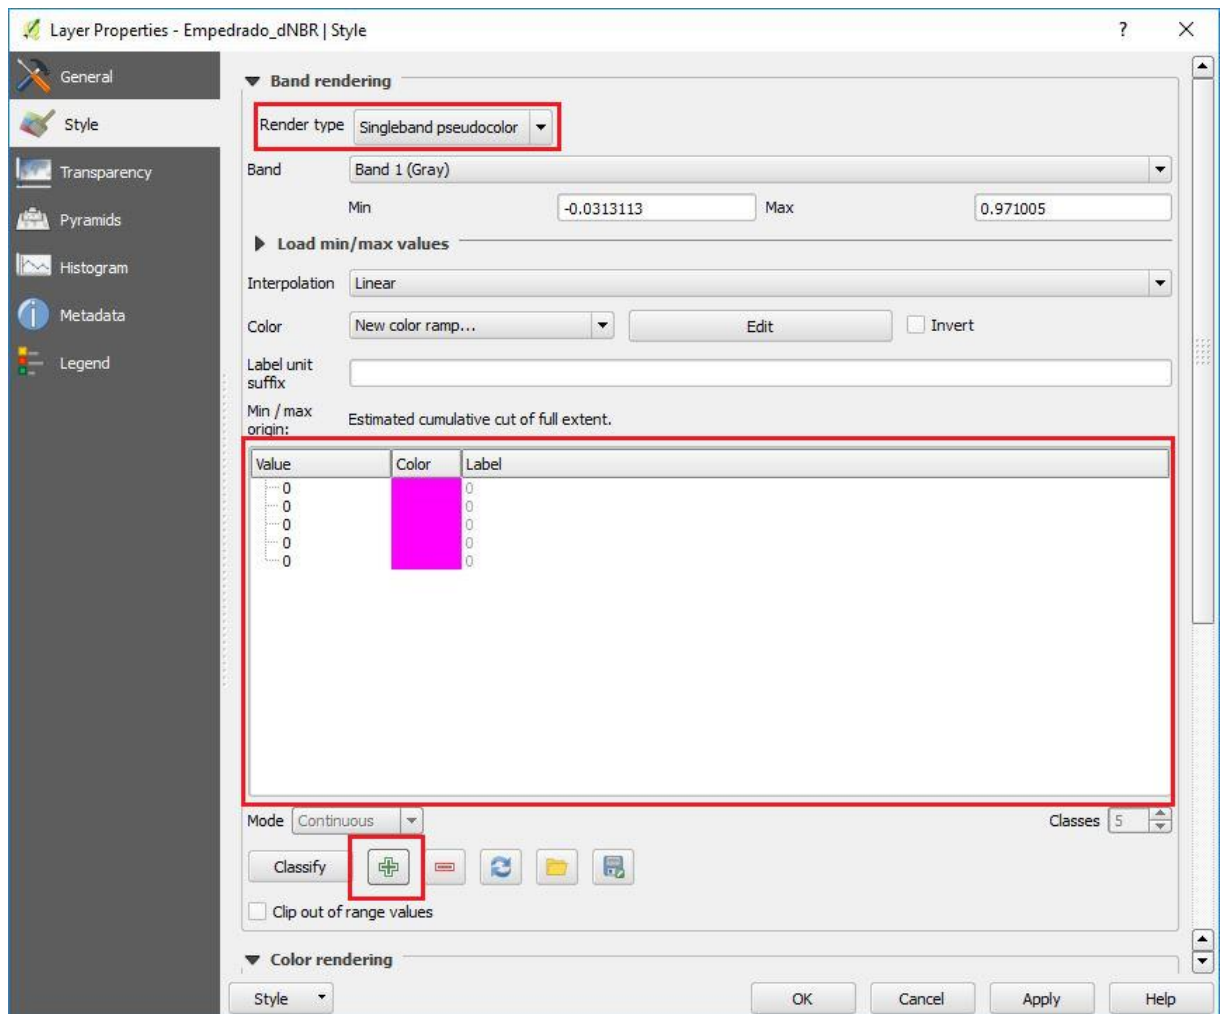 Layer Properties - Empedrado_dNBR | Style
?
General
Style
Transparency
Pyramids
Histogram
Metadata
Legend
Band rendering
Render type Singleband pseudocolor
Band Band 1 (Gray)
Min -0.0313113 Max 0.971005
Load min/max values
Interpolation Linear
Color New color ramp... Edit Invert
Label unit
suffix
Min / max
origin: Estimated cumulative cut of full extent.
Value Color Label
0 0
0 0
0 0
0 0
0 0
Mode Continuous Classes 5
Classify
Clip out of range values
Color rendering
Style OK Cancel Apply Help